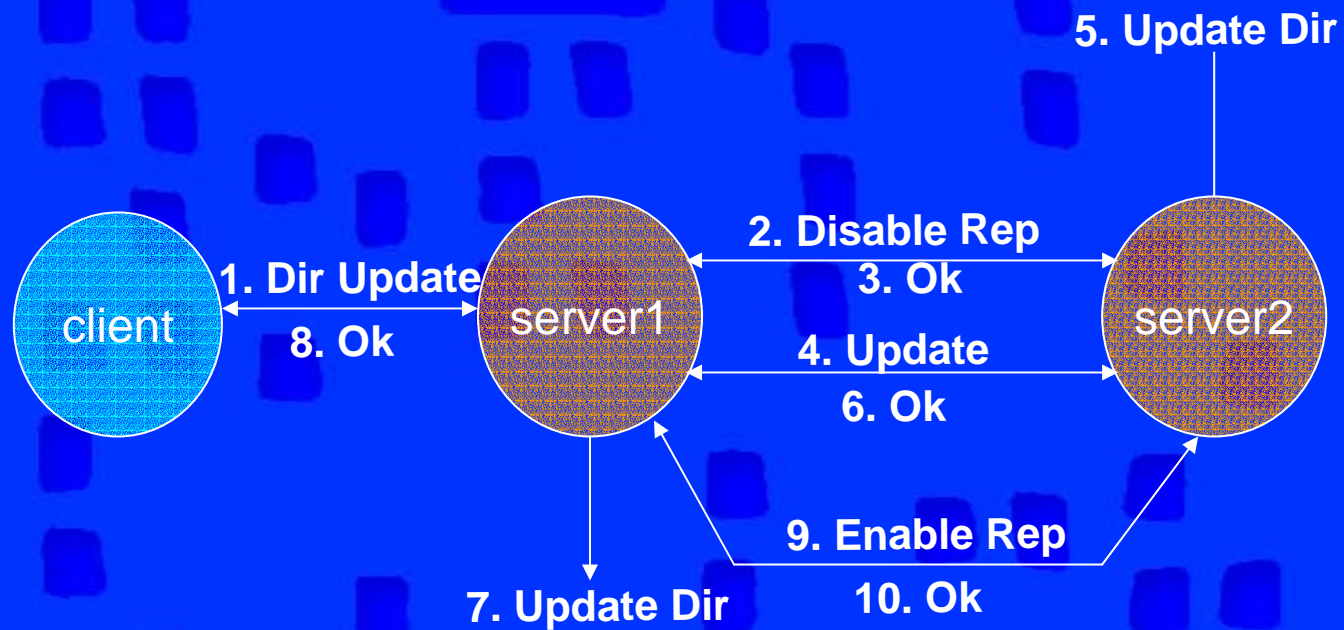 5. Update Dir
2. Disable Rep
1. Dir Update
3. Ok
client
server1
server2
8. Ok
4. Update
6. Ok
9. Enable Rep
7. Update Dir
10. Ok